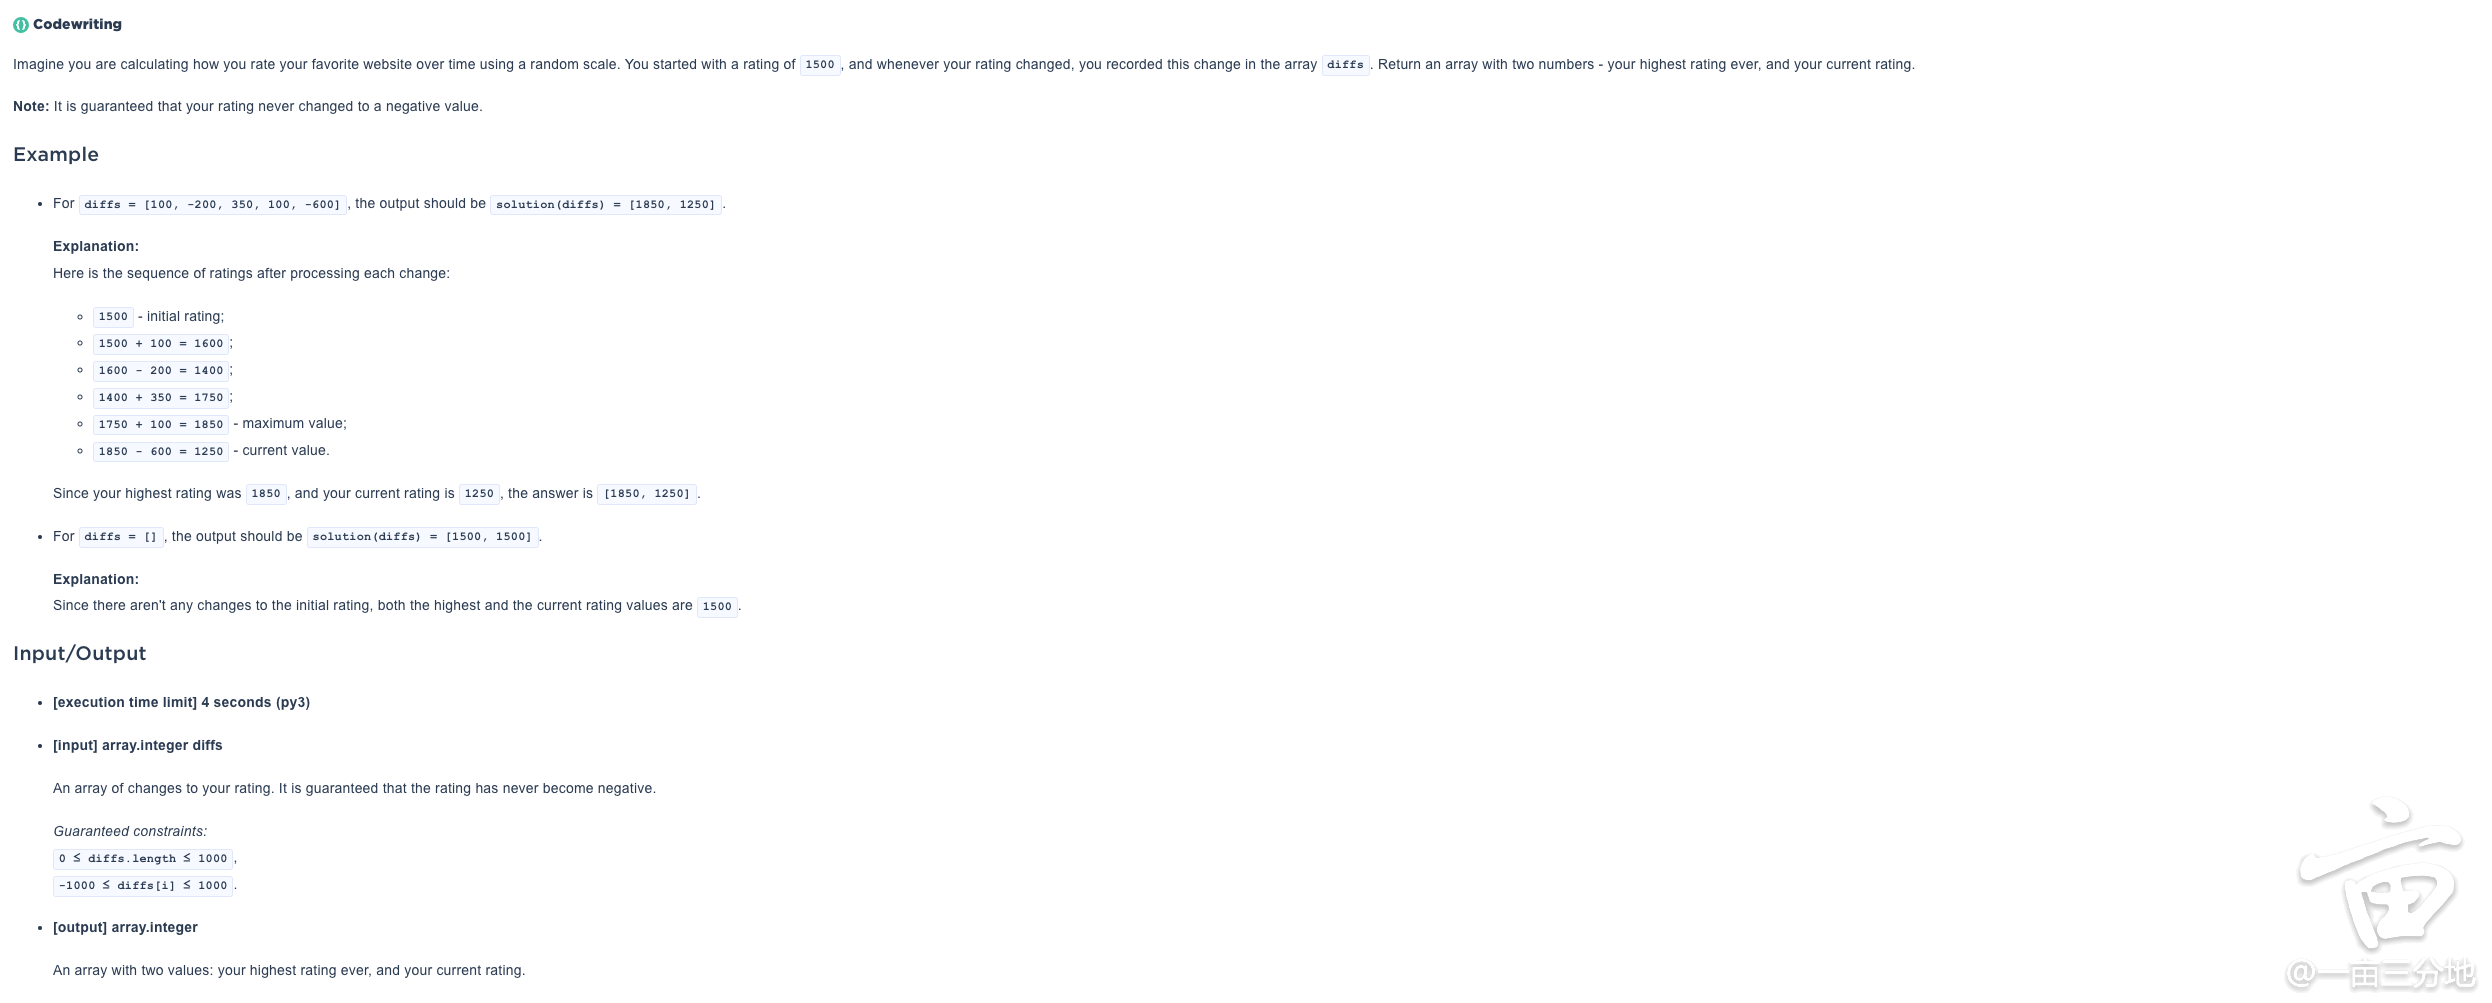 Codewriting
Imagine you are calculating how you rate your favorite website over time using a random scale. You started with a rating of 1500, and whenever your rating changed, you recorded this change in the array diffs. Return an array with two numbers - your highest rating ever, and your current rating.
Note: It is guaranteed that your rating never changed to a negative value.
Example
• For diffs = [100, -200, 350, 100, -600], the output should be solution(diffs) = [1850, 1250].
Explanation:
Here is the sequence of ratings after processing each change:
◦ 1500 - initial rating;
◦ 1500 + 100 = 1600;
◦ 1600 - 200 = 1400;
◦ 1400 + 350 = 1750;
◦ 1750 + 100 = 1850 - maximum value;
◦ 1850 - 600 = 1250 - current value.
Since your highest rating was 1850, and your current rating is 1250, the answer is [1850, 1250].
• For diffs = [], the output should be solution(diffs) = [1500, 1500].
Explanation:
Since there aren't any changes to the initial rating, both the highest and the current rating values are 1500.
Input/Output
• [execution time limit] 4 seconds (py3)
• [input] array.integer diffs
An array of changes to your rating. It is guaranteed that the rating has never become negative.
Guaranteed constraints:
0 ≤ diffs.length ≤ 1000,
-1000 ≤ diffs[i] ≤ 1000.
• [output] array.integer
An array with two values: your highest rating ever, and your current rating.
亩
@一亩三分地